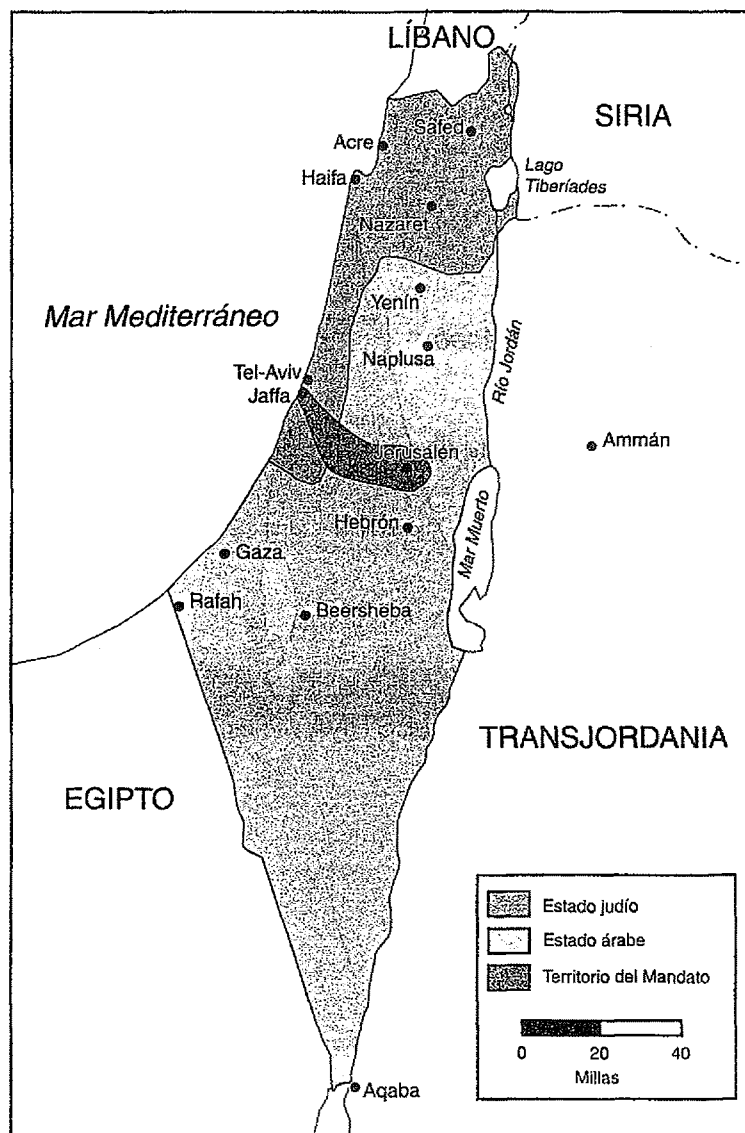 LÍBANO
SIRIA
Safed
Acre
Haifa
Lago
Tiberíades
Nazaret
Yenín
Mar Mediterráneo
Naplusa
Río Jordán
Tel-Aviv
Jaffa
Ammán
Jerusalén
Mar Muerto
Hebrón
Gaza
Rafah
Beersheba
TRANSJORDANIA
EGIPTO
Estado judío
Estado árabe
Territorio del Mandato
0 20 40
Millas
Aqaba